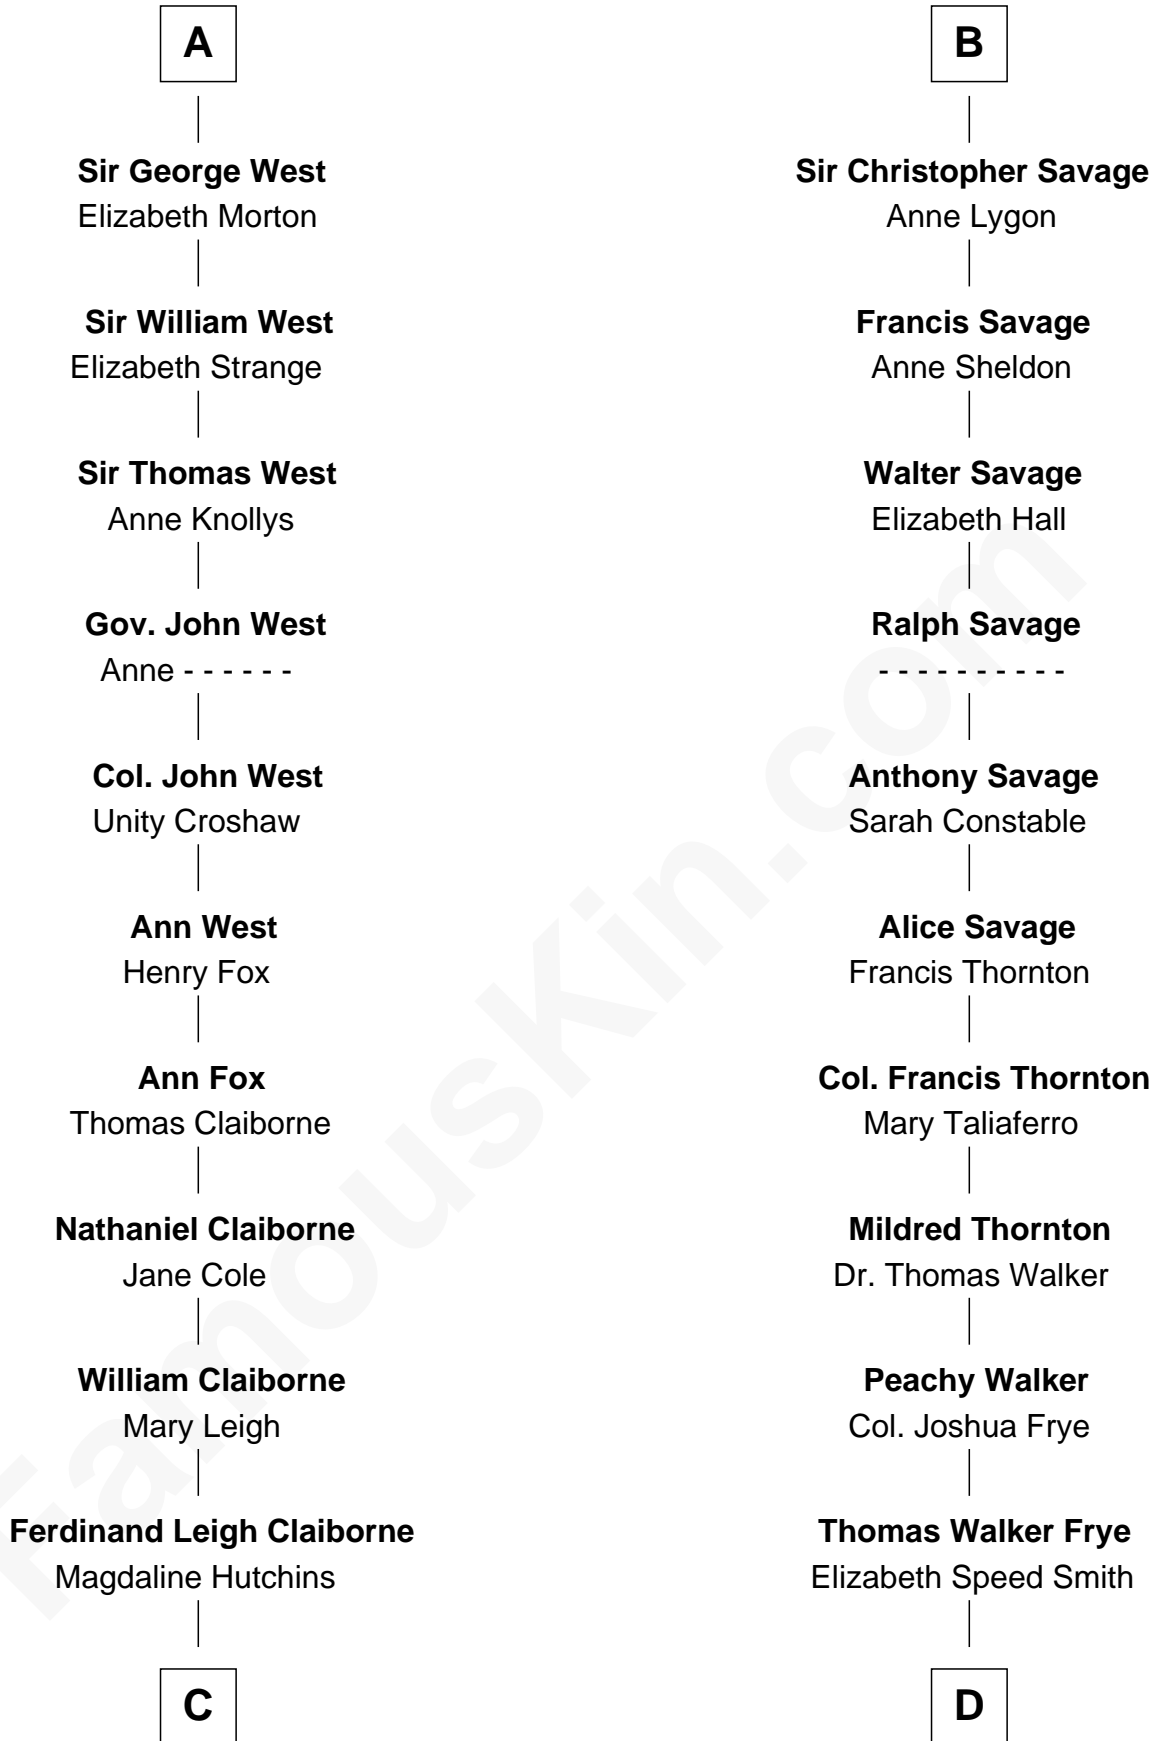 A
Sir George West
Elizabeth Morton
Sir William West
Elizabeth Strange
Sir Thomas West
Anne Knollys
Gov. John West
Anne - - - - - -
Col. John West
Unity Croshaw
Ann West
Henry Fox
Ann Fox
Thomas Claiborne
Nathaniel Claiborne
Jane Cole
William Claiborne
Mary Leigh
Ferdinand Leigh Claiborne
Magdaline Hutchins
C
B
Sir Christopher Savage
Anne Lygon
Francis Savage
Anne Sheldon
Walter Savage
Elizabeth Hall
Ralph Savage
- - - - - - - - - -
Anthony Savage
Sarah Constable
Alice Savage
Francis Thornton
Col. Francis Thornton
Mary Taliaferro
Mildred Thornton
Dr. Thomas Walker
Peachy Walker
Col. Joshua Frye
Thomas Walker Frye
Elizabeth Speed Smith
D
FamousKin.com